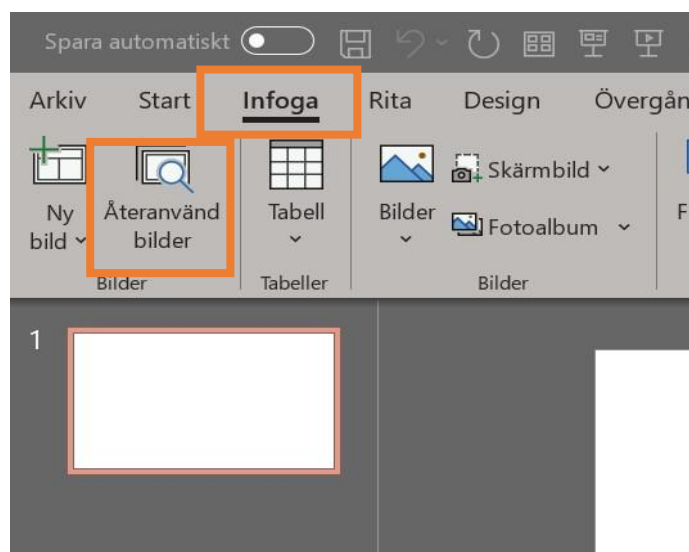 Spara automatiskt
Arkiv Start Infoga Rita Design Övergån
Ny bild
Återanvänd bilder
Tabell
Bilder
Skärmbild
Fotoalbum
F
Bilder Tabeller Bilder
1